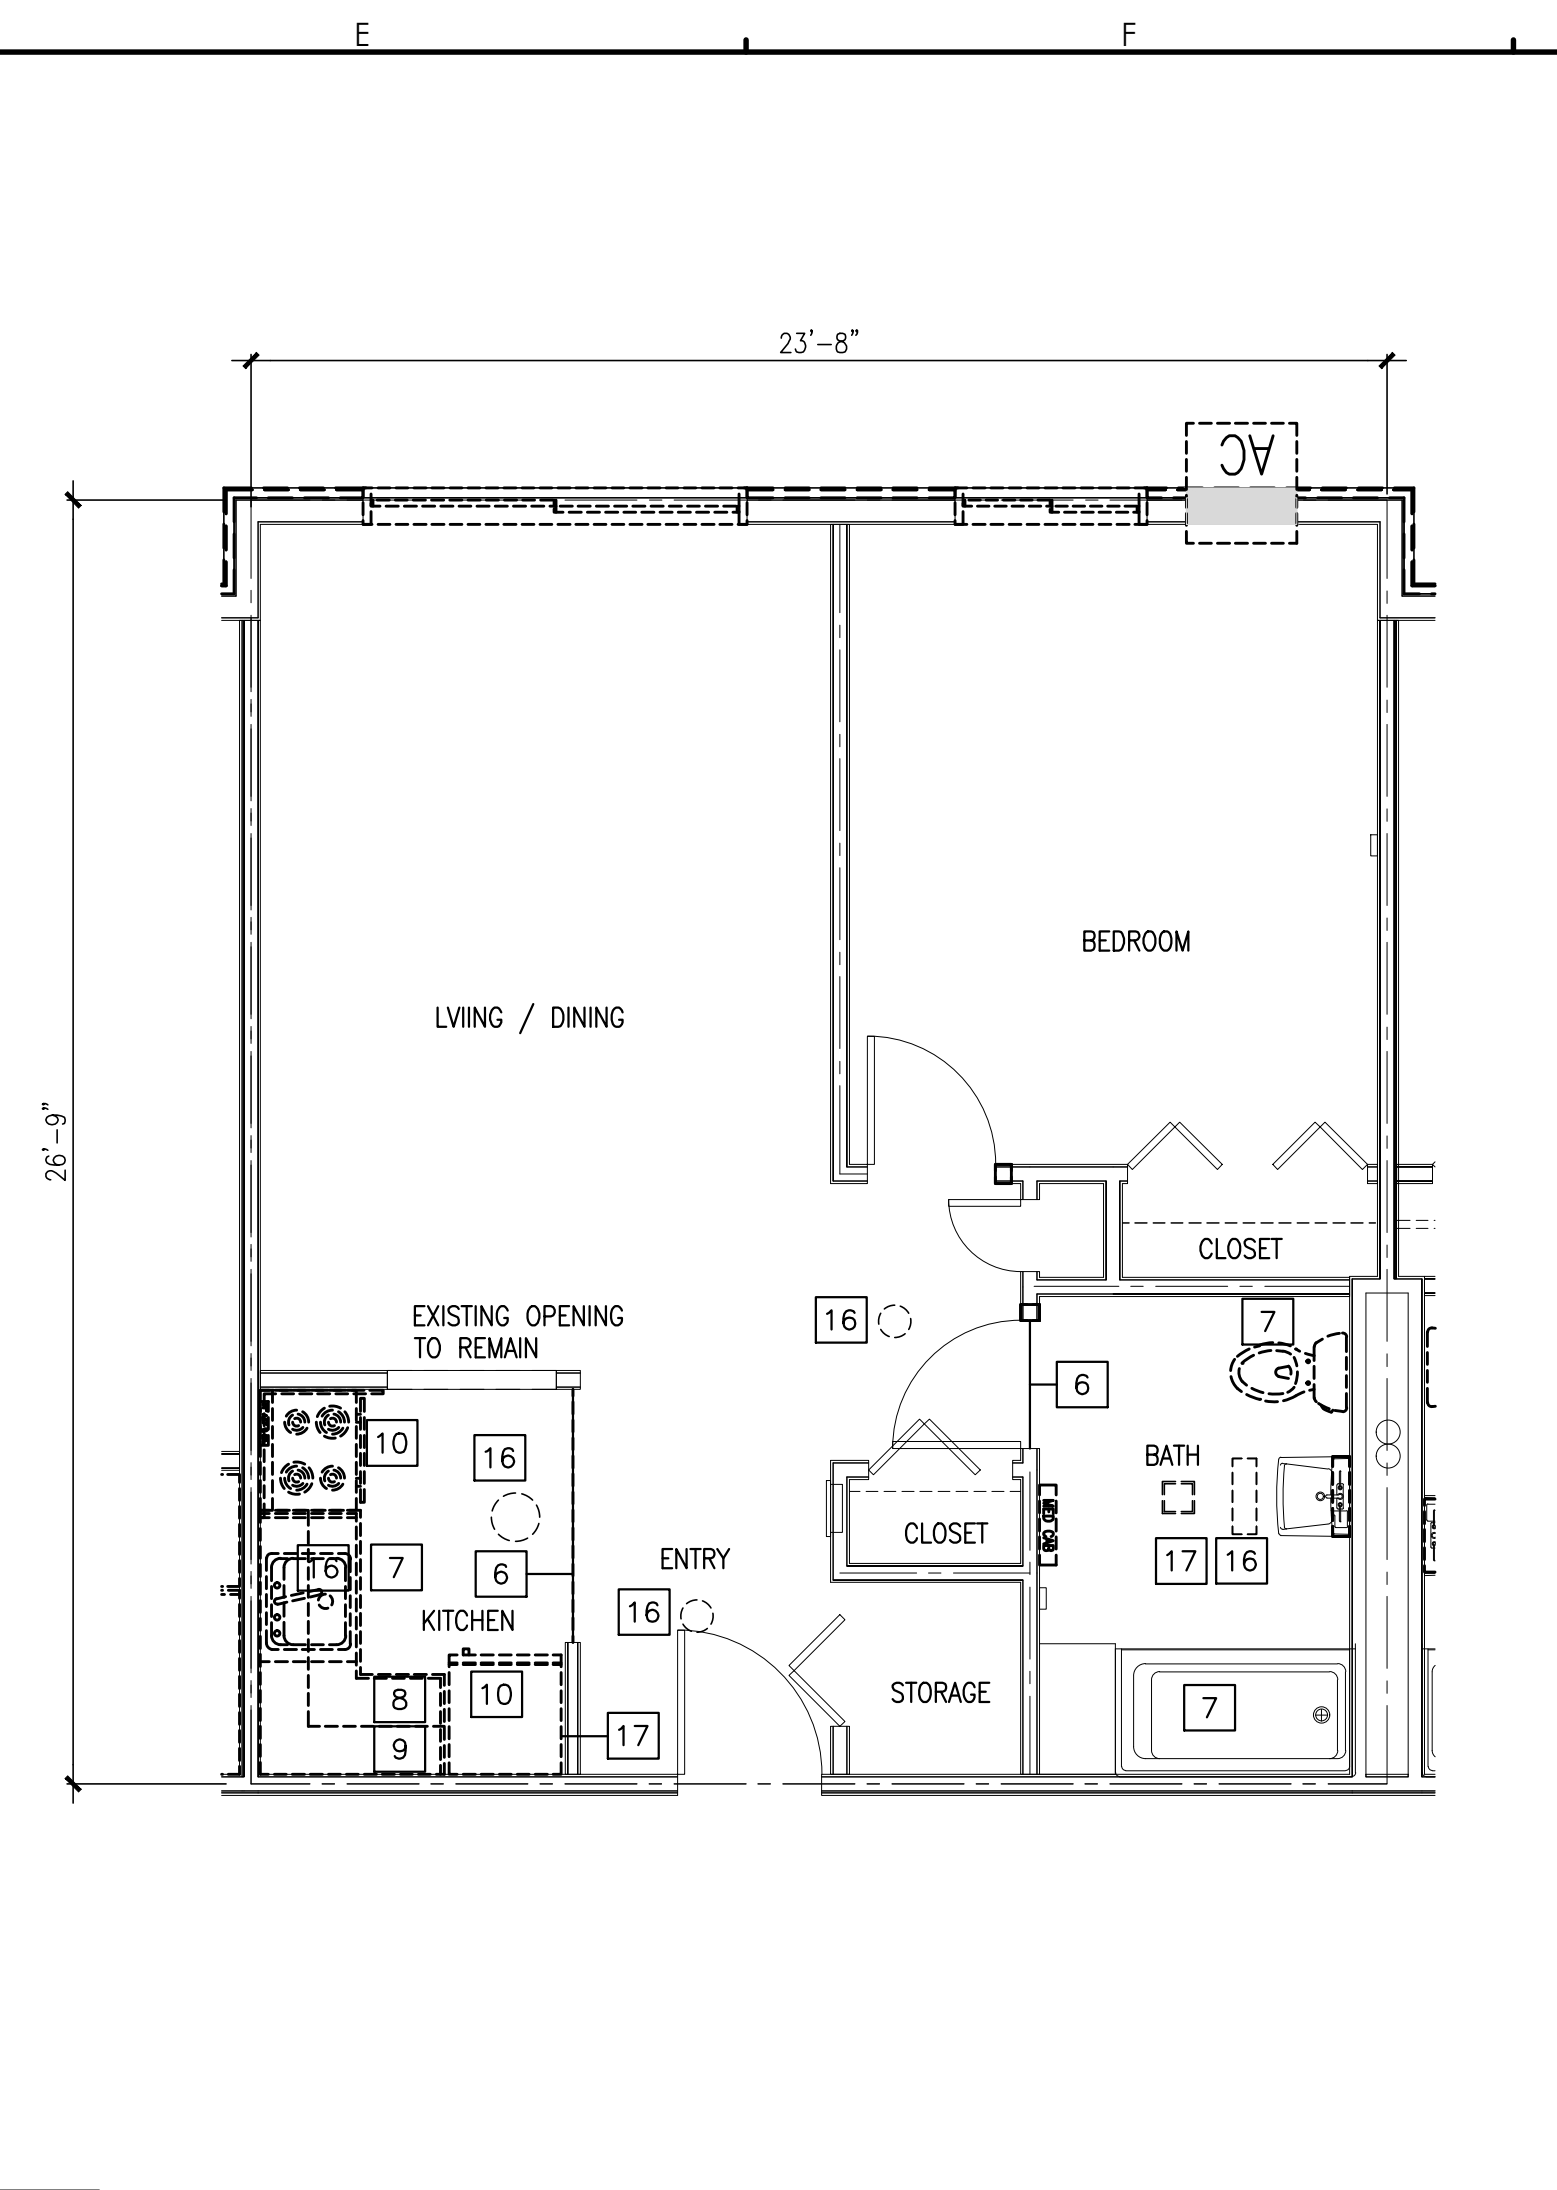 E
F
23'-8"
AC
26'-9"
BEDROOM
LVIING / DINING
CLOSET
EXISTING OPENING
TO REMAIN
16
7
6
10
16
BATH
MED CAB
CLOSET
ENTRY
16
7
6
17
16
16
KITCHEN
10
8
STORAGE
7
17
9